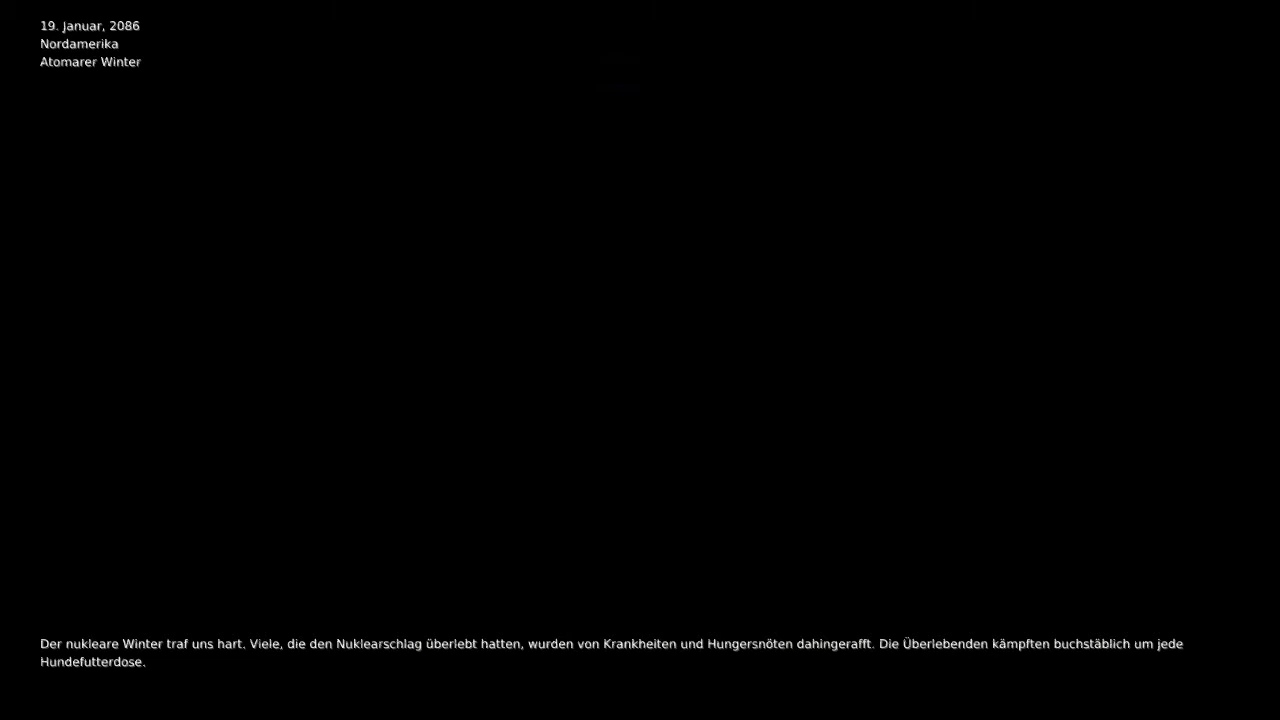 19. Januar, 2086
Nordamerika
Atomarer Winter
Der nukleare Winter traf uns hart. Viele, die den Nuklearschlag überlebt hatten, wurden von Krankheiten und Hungersnöten dahingerafft. Die Überlebenden kämpften buchstäblich um jede
Hundefutterdose.